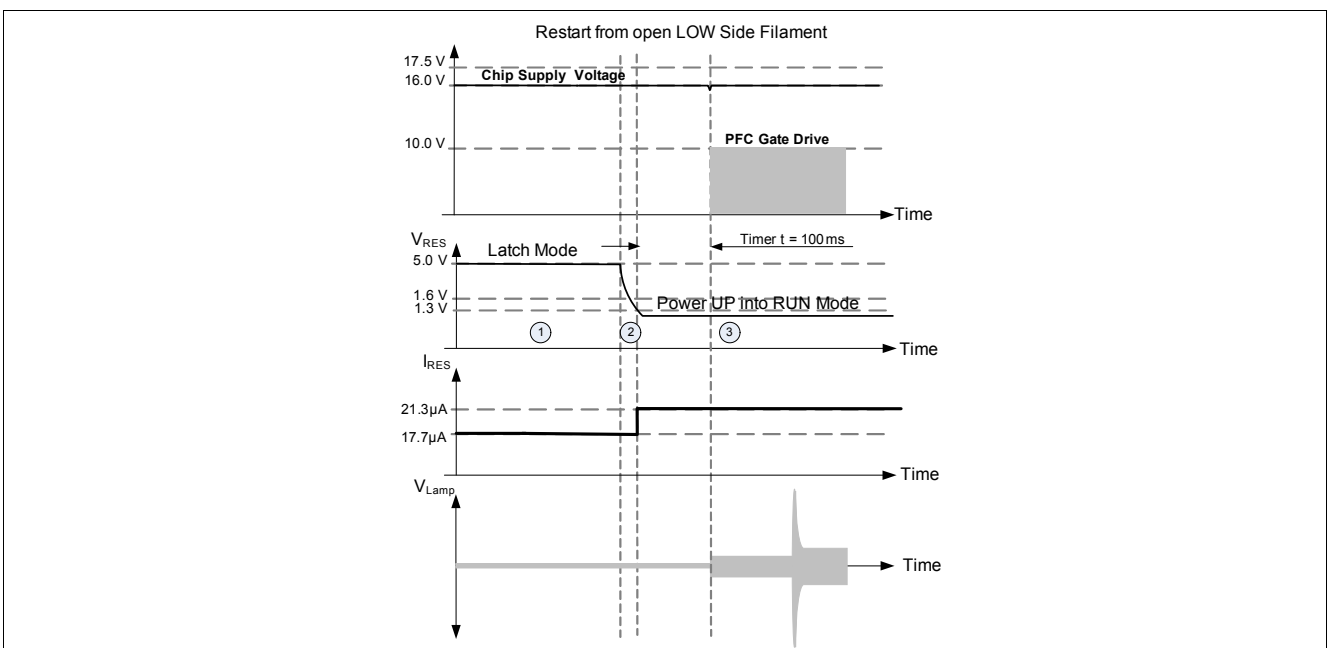 Restart from open LOW Side Filament
17.5 V
16.0 V
Chip Supply Voltage
10.0 V
PFC Gate Drive
Time
VRES
5.0 V
Latch Mode
Timer t = 100ms
1.6 V
1.3 V
Power UP into RUN Mode
1
2
3
Time
IRES
21.3µA
17.7µA
Time
VLamp
Time